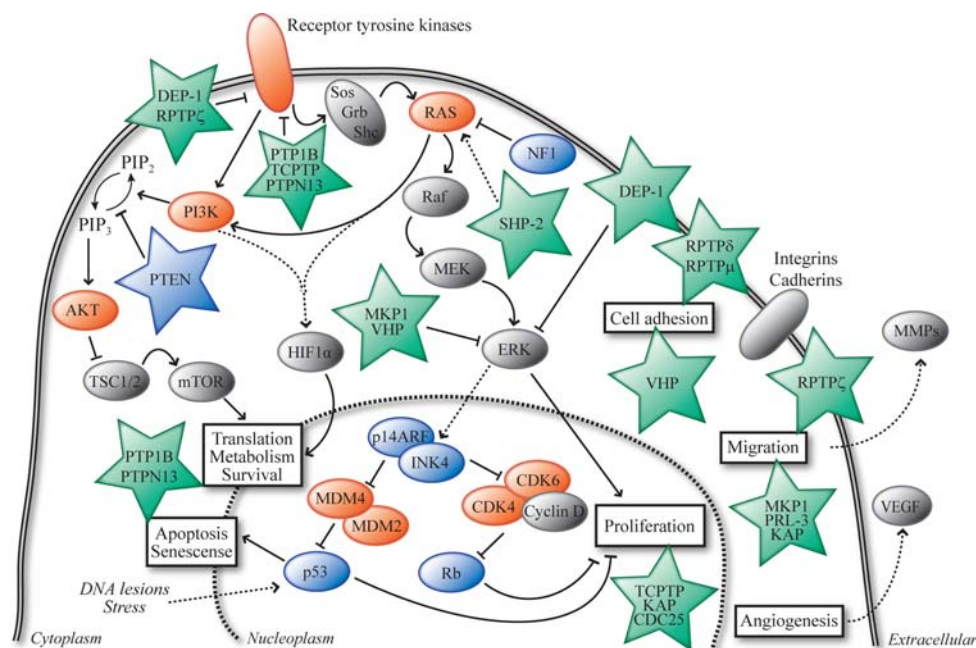 Receptor tyrosine kinases
DEP-1
RPTPζ
Sos
Grb
Shc
RAS
NF1
PTP1B
TCPTP
PTPN13
PIP2
PIP3
PI3K
Raf
SHP-2
DEP-1
RPTPδ
RPTPμ
Integrins
Cadherins
PTEN
MEK
AKT
MKP1
VHP
ERK
Cell adhesion
MMPs
HIF1α
TSC1/2
mTOR
VHP
RPTPζ
Translation
Metabolism
Survival
p14ARF
INK4
Migration
PTP1B
PTPN13
MDM4
MDM2
CDK6
CDK4
Cyclin D
Proliferation
MKP1
PRL-3
KAP
VEGF
Apoptosis
Senescense
p53
Rb
TCPTP
KAP
CDC25
DNA lesions
Stress
Angiogenesis
Cytoplasm
Nucleoplasm
Extracellular